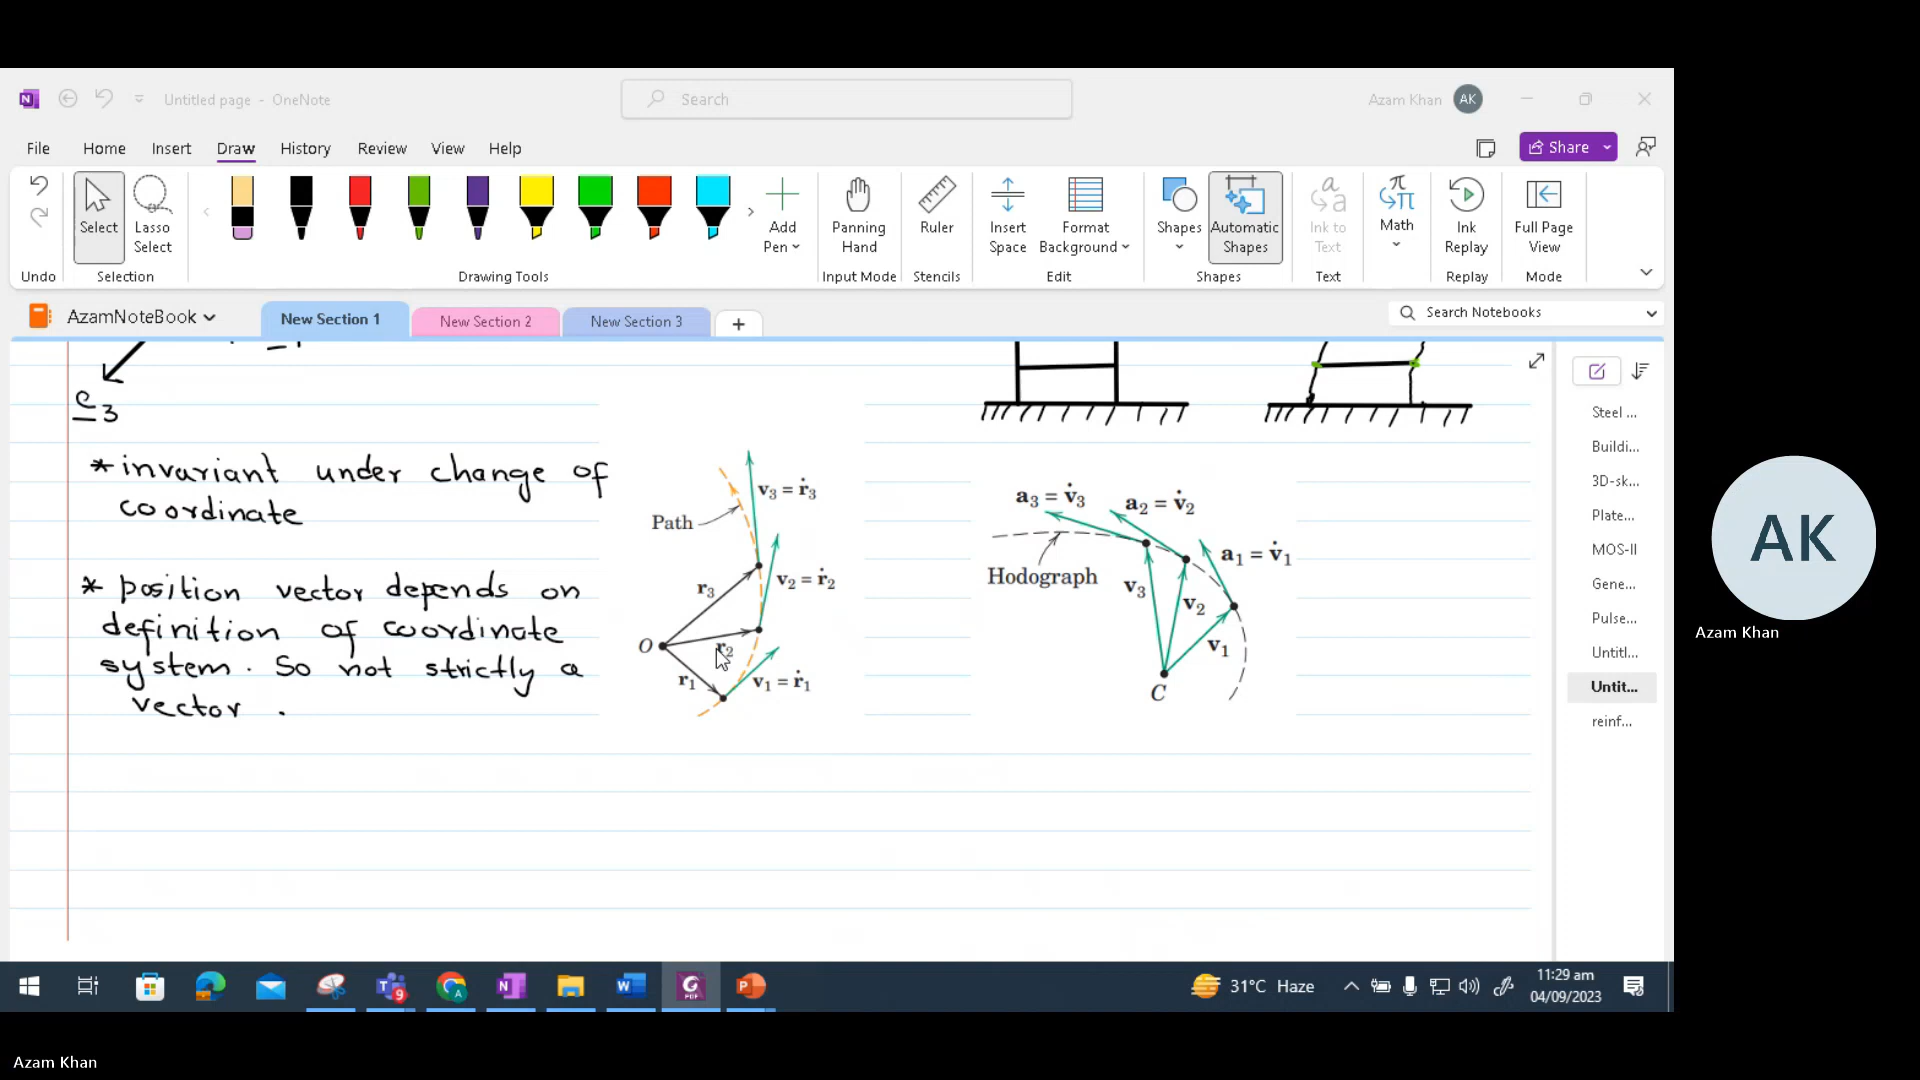 Untitled page - OneNote
Search
Azam Khan
AK
File
Home
Insert
Draw
History
Review
View
Help
Share
Undo
Select
Lasso Select
Selection
Drawing Tools
Add Pen
Panning Hand
Input Mode
Ruler
Stencils
Insert Space
Format Background
Edit
Shapes
Automatic Shapes
Shapes
Ink to Text
Text
Math
Ink Replay
Replay
Full Page View
Mode
AzamNoteBook
New Section 1
New Section 2
New Section 3
Search Notebooks
e3
* invariant under change of
coordinate
* position vector depends on
definition of coordinate
system. So not strictly a
vector .
Path
v3 = ṙ3
v2 = ṙ2
v1 = ṙ1
r3
r2
r1
O
a3 = v̇3
a2 = v̇2
a1 = v̇1
Hodograph
v3
v2
v1
C
Steel ...
Buildi...
3D-sk...
Plate...
MOS-II
Gene...
Pulse...
Untitl...
Untit...
reinf...
AK
Azam Khan
9
PDF
31°C Haze
11:29 am
04/09/2023
Azam Khan